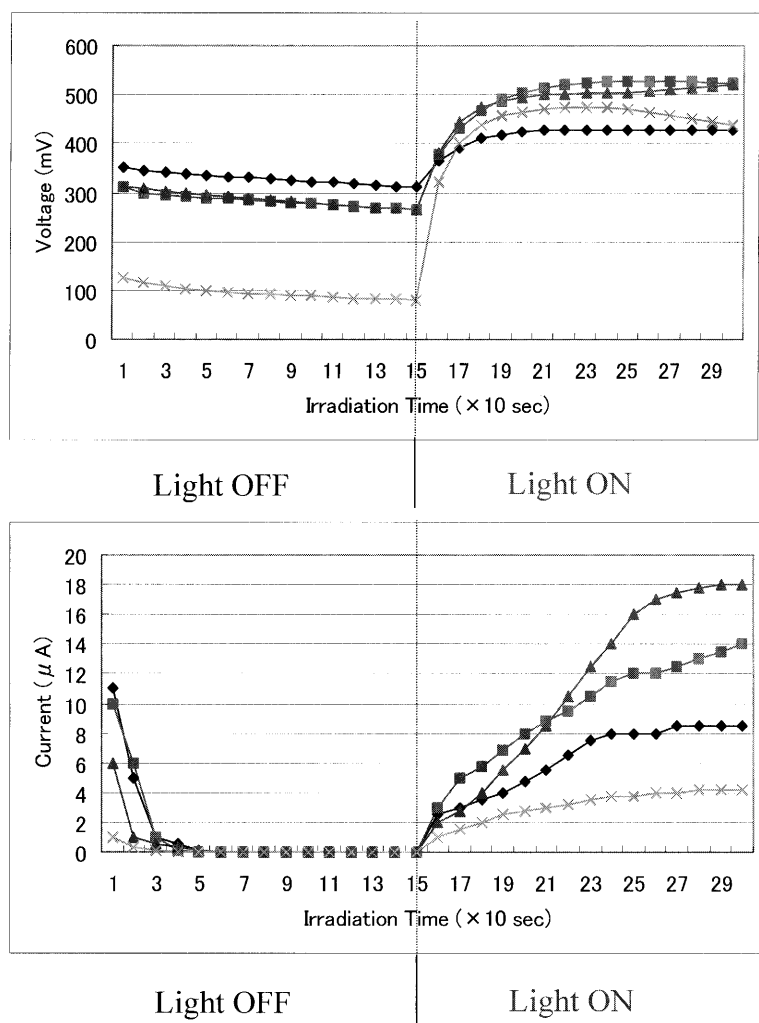 600
500
400
300
200
100
0
Voltage (mV)
1 3 5 7 9 11 13 15 17 19 21 23 25 27 29
Irradiation Time (×10 sec)
Light OFF Light ON
20
18
16
14
12
10
8
6
4
2
0
Current (μA)
1 3 5 7 9 11 13 15 17 19 21 23 25 27 29
Irradiation Time (×10 sec)
Light OFF Light ON